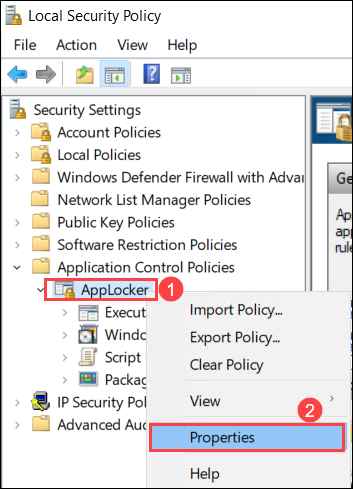 Local Security Policy
File Action View Help
Security Settings
Account Policies
Local Policies
Windows Defender Firewall with Advan
Network List Manager Policies
Public Key Policies
Software Restriction Policies
Application Control Policies
AppLocker 1
Execut
Windo
Script
Packag
IP Security Pol
Advanced Aud
Ge
Ap
app
rule
Import Policy...
Export Policy...
Clear Policy
View
2
Properties
Help